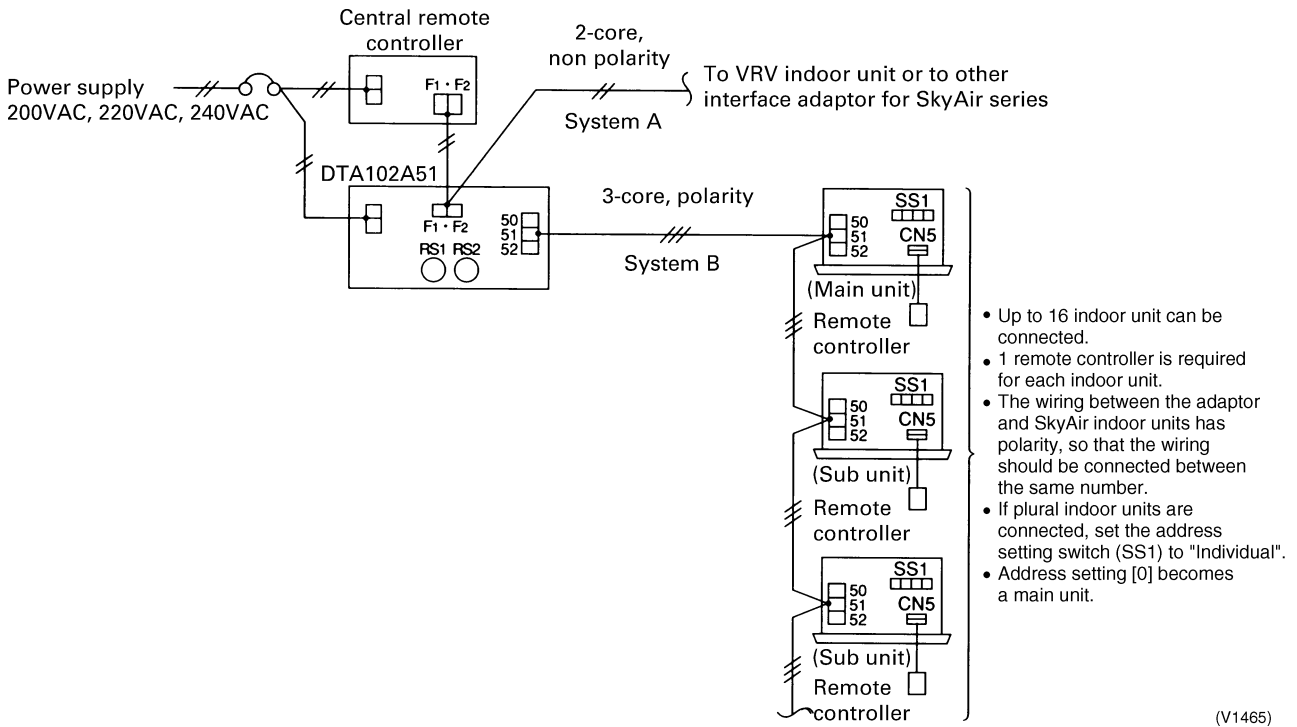 Central remote
controller
Power supply
200VAC, 220VAC, 240VAC
F1・F2
2-core,
non polarity
System A
To VRV indoor unit or to other
interface adaptor for SkyAir series
DTA102A51
F1・F2
RS1 RS2
50
51
52
3-core, polarity
System B
SS1
50
51
52
CN5
(Main unit)
Remote
controller
SS1
50
51
52
CN5
(Sub unit)
Remote
controller
SS1
50
51
52
CN5
(Sub unit)
Remote
controller
• Up to 16 indoor unit can be
connected.
• 1 remote controller is required
for each indoor unit.
• The wiring between the adaptor
and SkyAir indoor units has
polarity, so that the wiring
should be connected between
the same number.
• If plural indoor units are
connected, set the address
setting switch (SS1) to "Individual".
• Address setting [0] becomes
a main unit.
(V1465)